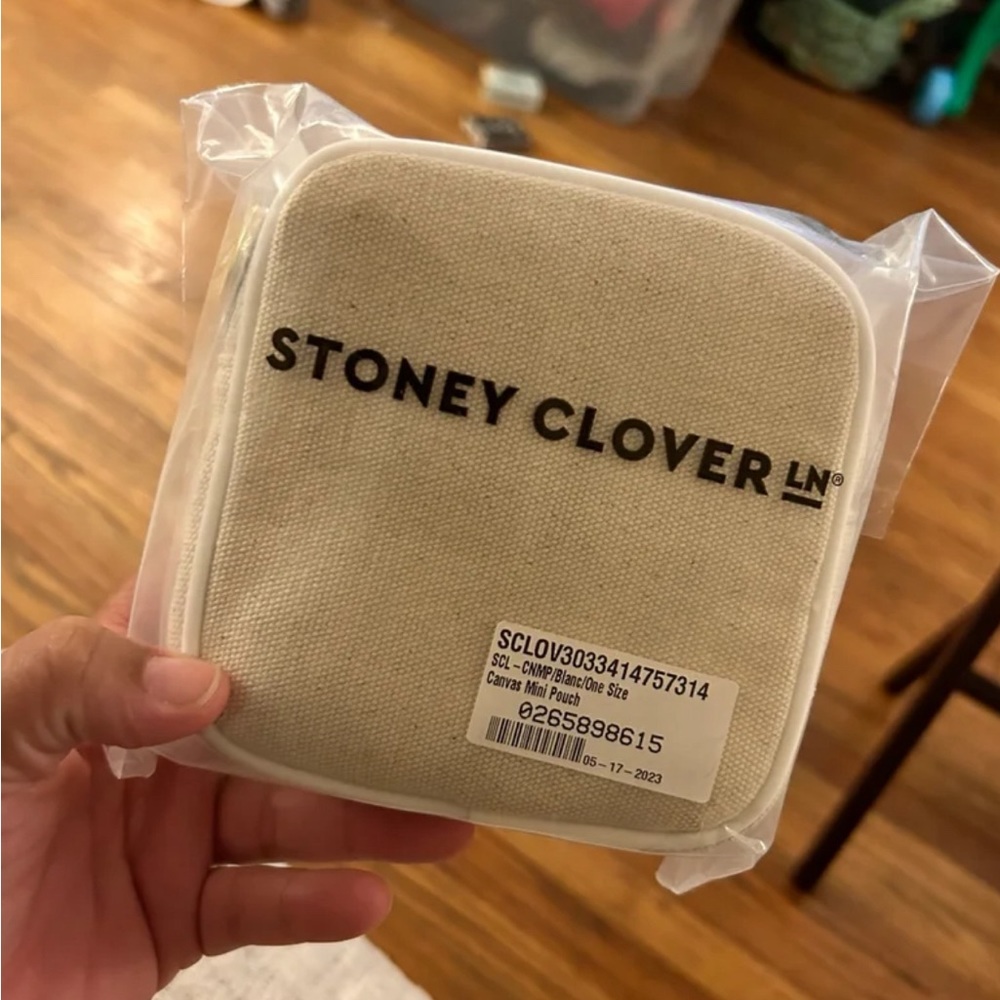 STONEY CLOVER LN®
SCLOV3033414757314
SCL-CNMP/Blanc/One Size
Canvas Mini Pouch
0265898615
05-17-2023